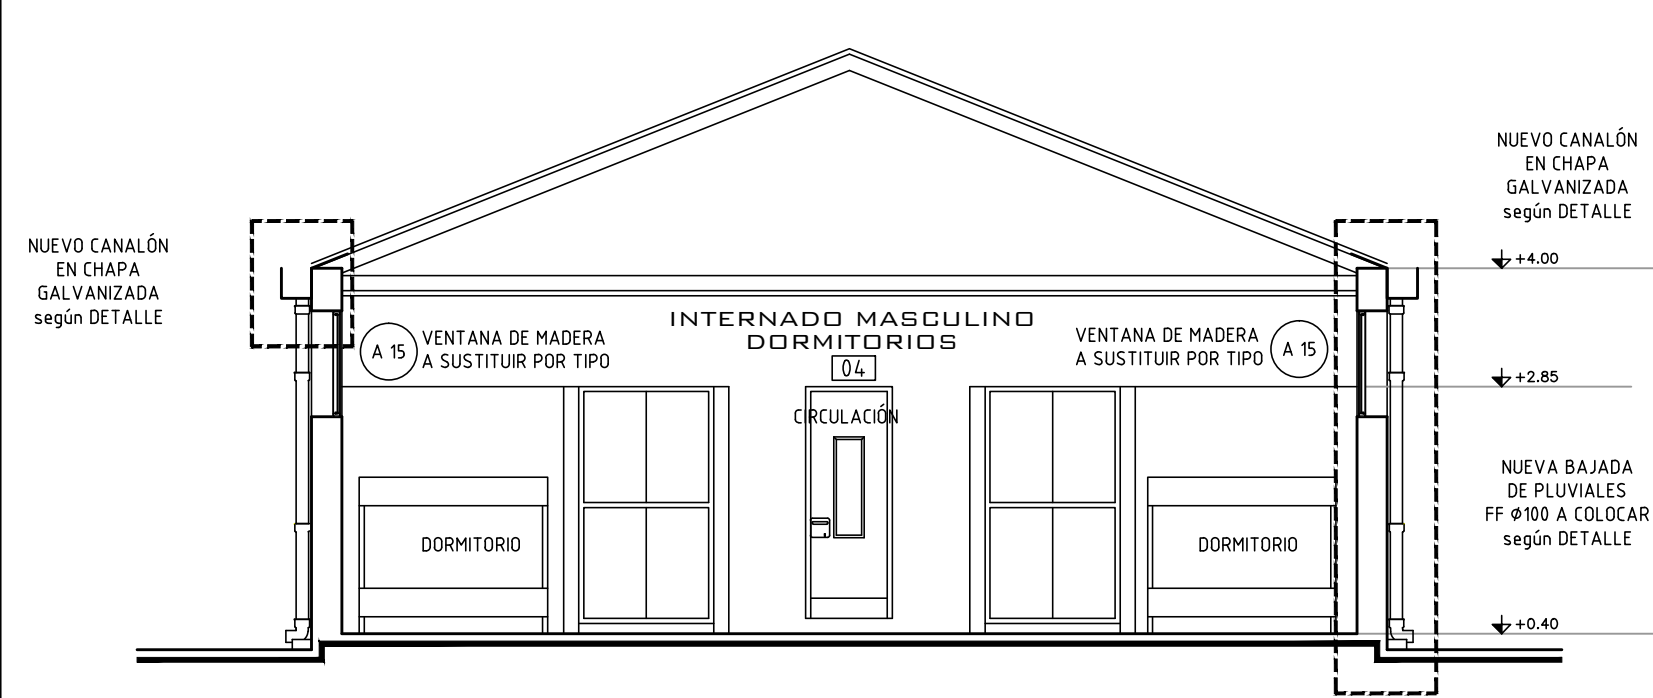 NUEVO CANALÓN
EN CHAPA
GALVANIZADA
según DETALLE
NUEVO CANALÓN
EN CHAPA
GALVANIZADA
según DETALLE
+4.00
INTERNADO MASCULINO
DORMITORIOS
04
A 15
VENTANA DE MADERA
A SUSTITUIR POR TIPO
VENTANA DE MADERA
A SUSTITUIR POR TIPO
A 15
+2.85
CIRCULACIÓN
DORMITORIO
DORMITORIO
NUEVA BAJADA
DE PLUVIALES
FF Ø100 A COLOCAR
según DETALLE
+0.40